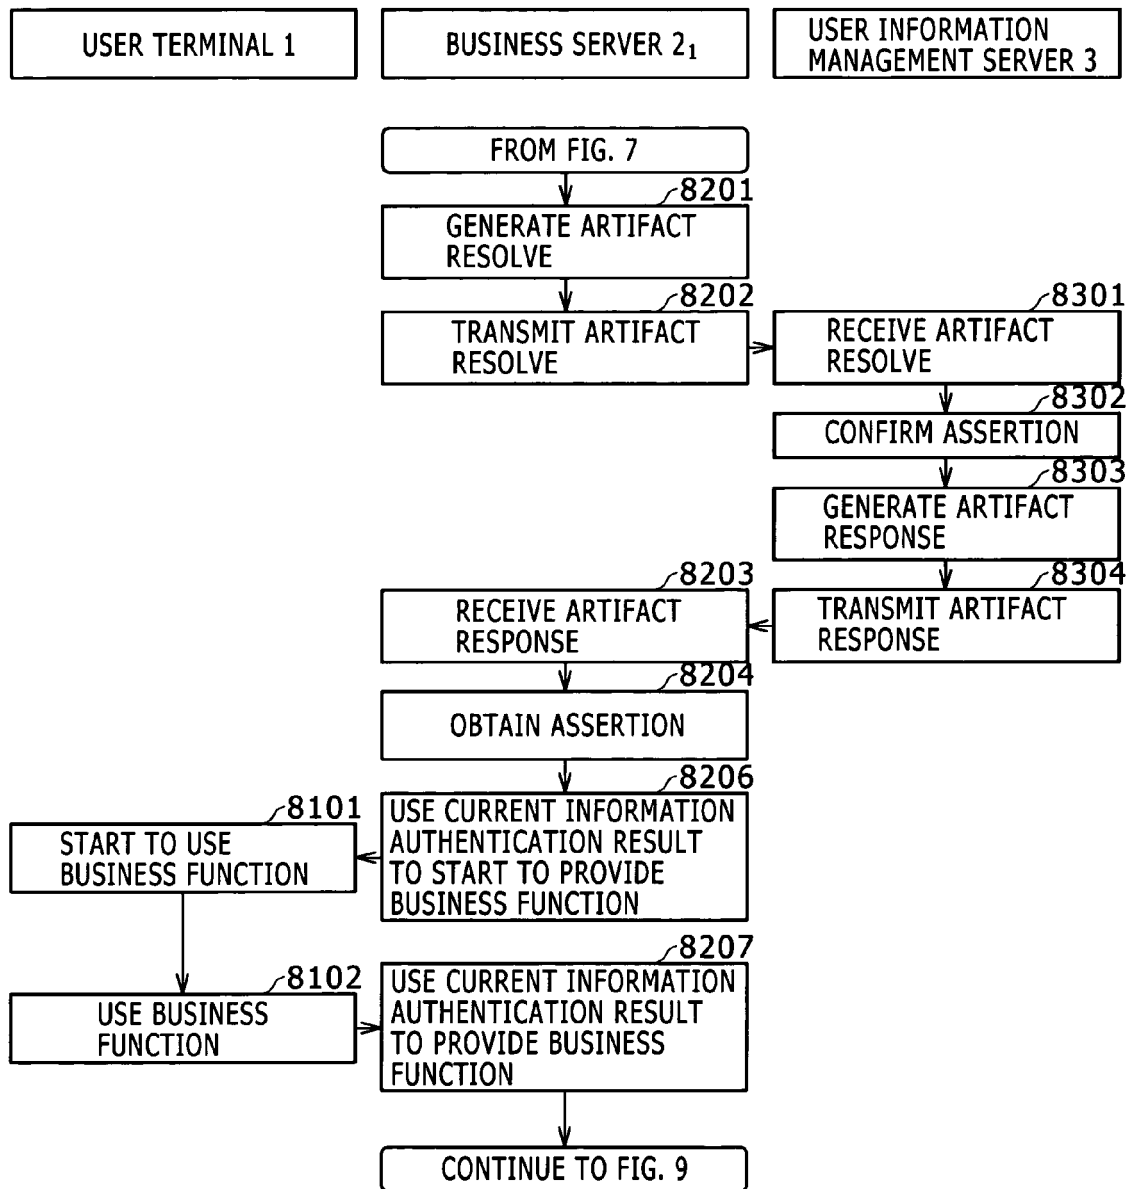 USER TERMINAL 1
BUSINESS SERVER 2₁
USER INFORMATION
MANAGEMENT SERVER 3
FROM FIG. 7
8201
GENERATE ARTIFACT
RESOLVE
8202
TRANSMIT ARTIFACT
RESOLVE
8301
RECEIVE ARTIFACT
RESOLVE
8302
CONFIRM ASSERTION
8303
GENERATE ARTIFACT
RESPONSE
8304
TRANSMIT ARTIFACT
RESPONSE
8203
RECEIVE ARTIFACT
RESPONSE
8204
OBTAIN ASSERTION
8206
USE CURRENT INFORMATION
AUTHENTICATION RESULT
TO START TO PROVIDE
BUSINESS FUNCTION
8101
START TO USE
BUSINESS FUNCTION
8102
USE BUSINESS
FUNCTION
8207
USE CURRENT INFORMATION
AUTHENTICATION RESULT
TO PROVIDE BUSINESS
FUNCTION
CONTINUE TO FIG. 9